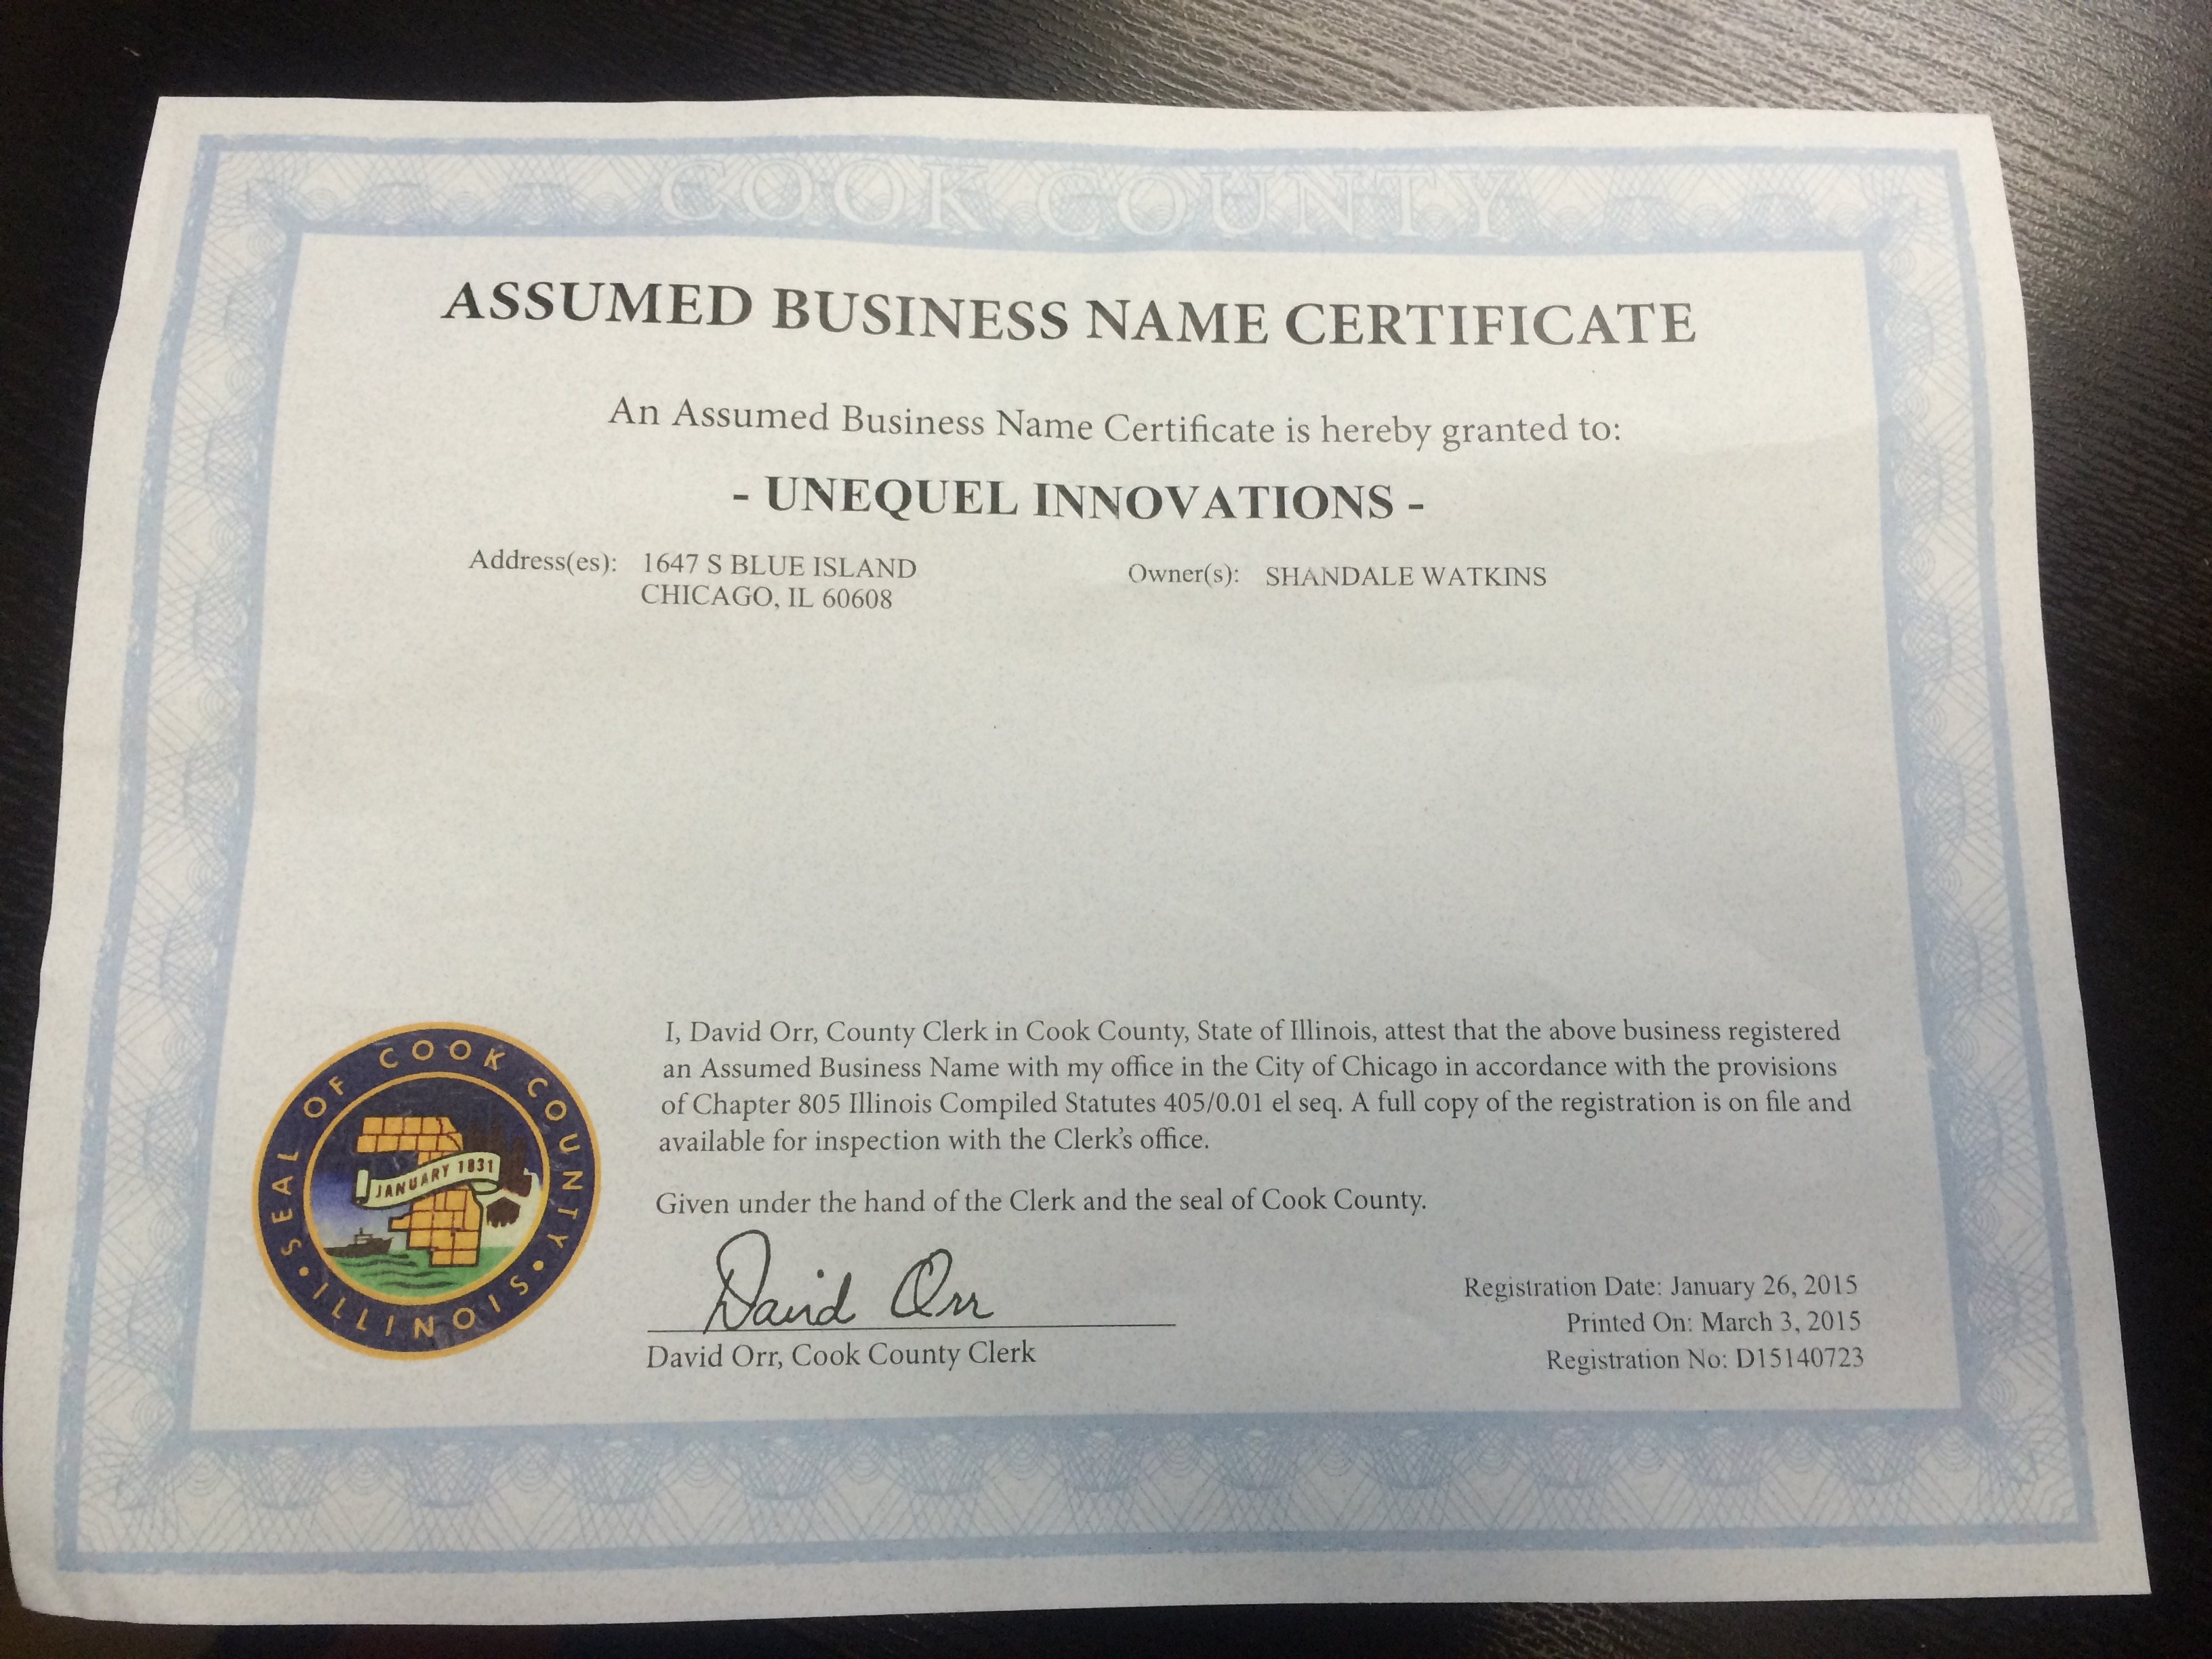 COOK COUNTY
ASSUMED BUSINESS NAME CERTIFICATE
An Assumed Business Name Certificate is hereby granted to:
- UNEQUEL INNOVATIONS -
Address(es): 1647 S BLUE ISLAND
CHICAGO, IL 60608
Owner(s): SHANDALE WATKINS
I, David Orr, County Clerk in Cook County, State of Illinois, attest that the above business registered
an Assumed Business Name with my office in the City of Chicago in accordance with the provisions
of Chapter 805 Illinois Compiled Statutes 405/0.01 el seq. A full copy of the registration is on file and
available for inspection with the Clerk's office.
Given under the hand of the Clerk and the seal of Cook County.
David Orr
David Orr, Cook County Clerk
Registration Date: January 26, 2015
Printed On: March 3, 2015
Registration No: D15140723
• SEAL OF COOK COUNTY •
ILLINOIS
JANUARY 1831